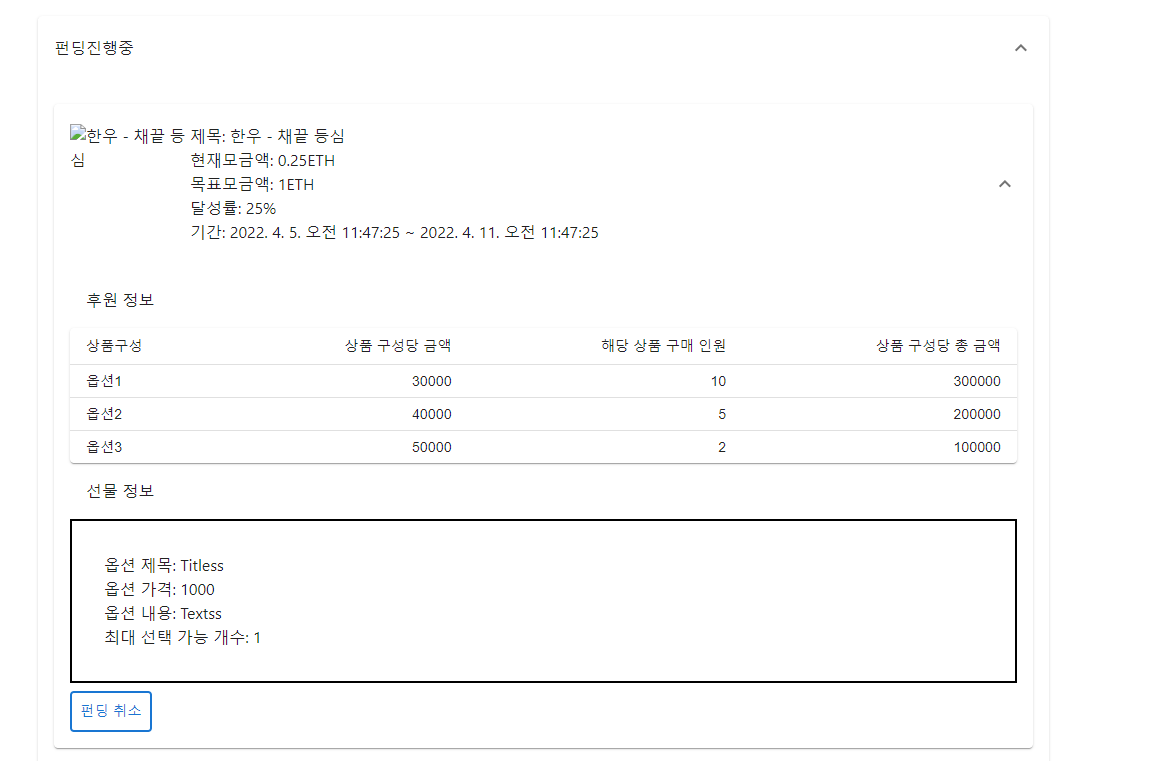 펀딩진행중
한우 - 채끝 등심
제목: 한우 - 채끝 등심
현재모금액: 0.25ETH
목표모금액: 1ETH
달성률: 25%
기간: 2022. 4. 5. 오전 11:47:25 ~ 2022. 4. 11. 오전 11:47:25
후원 정보
상품구성 상품 구성당 금액 해당 상품 구매 인원 상품 구성당 총 금액
옵션1 30000 10 300000
옵션2 40000 5 200000
옵션3 50000 2 100000
선물 정보
옵션 제목: Titless
옵션 가격: 1000
옵션 내용: Textss
최대 선택 가능 개수: 1
펀딩 취소